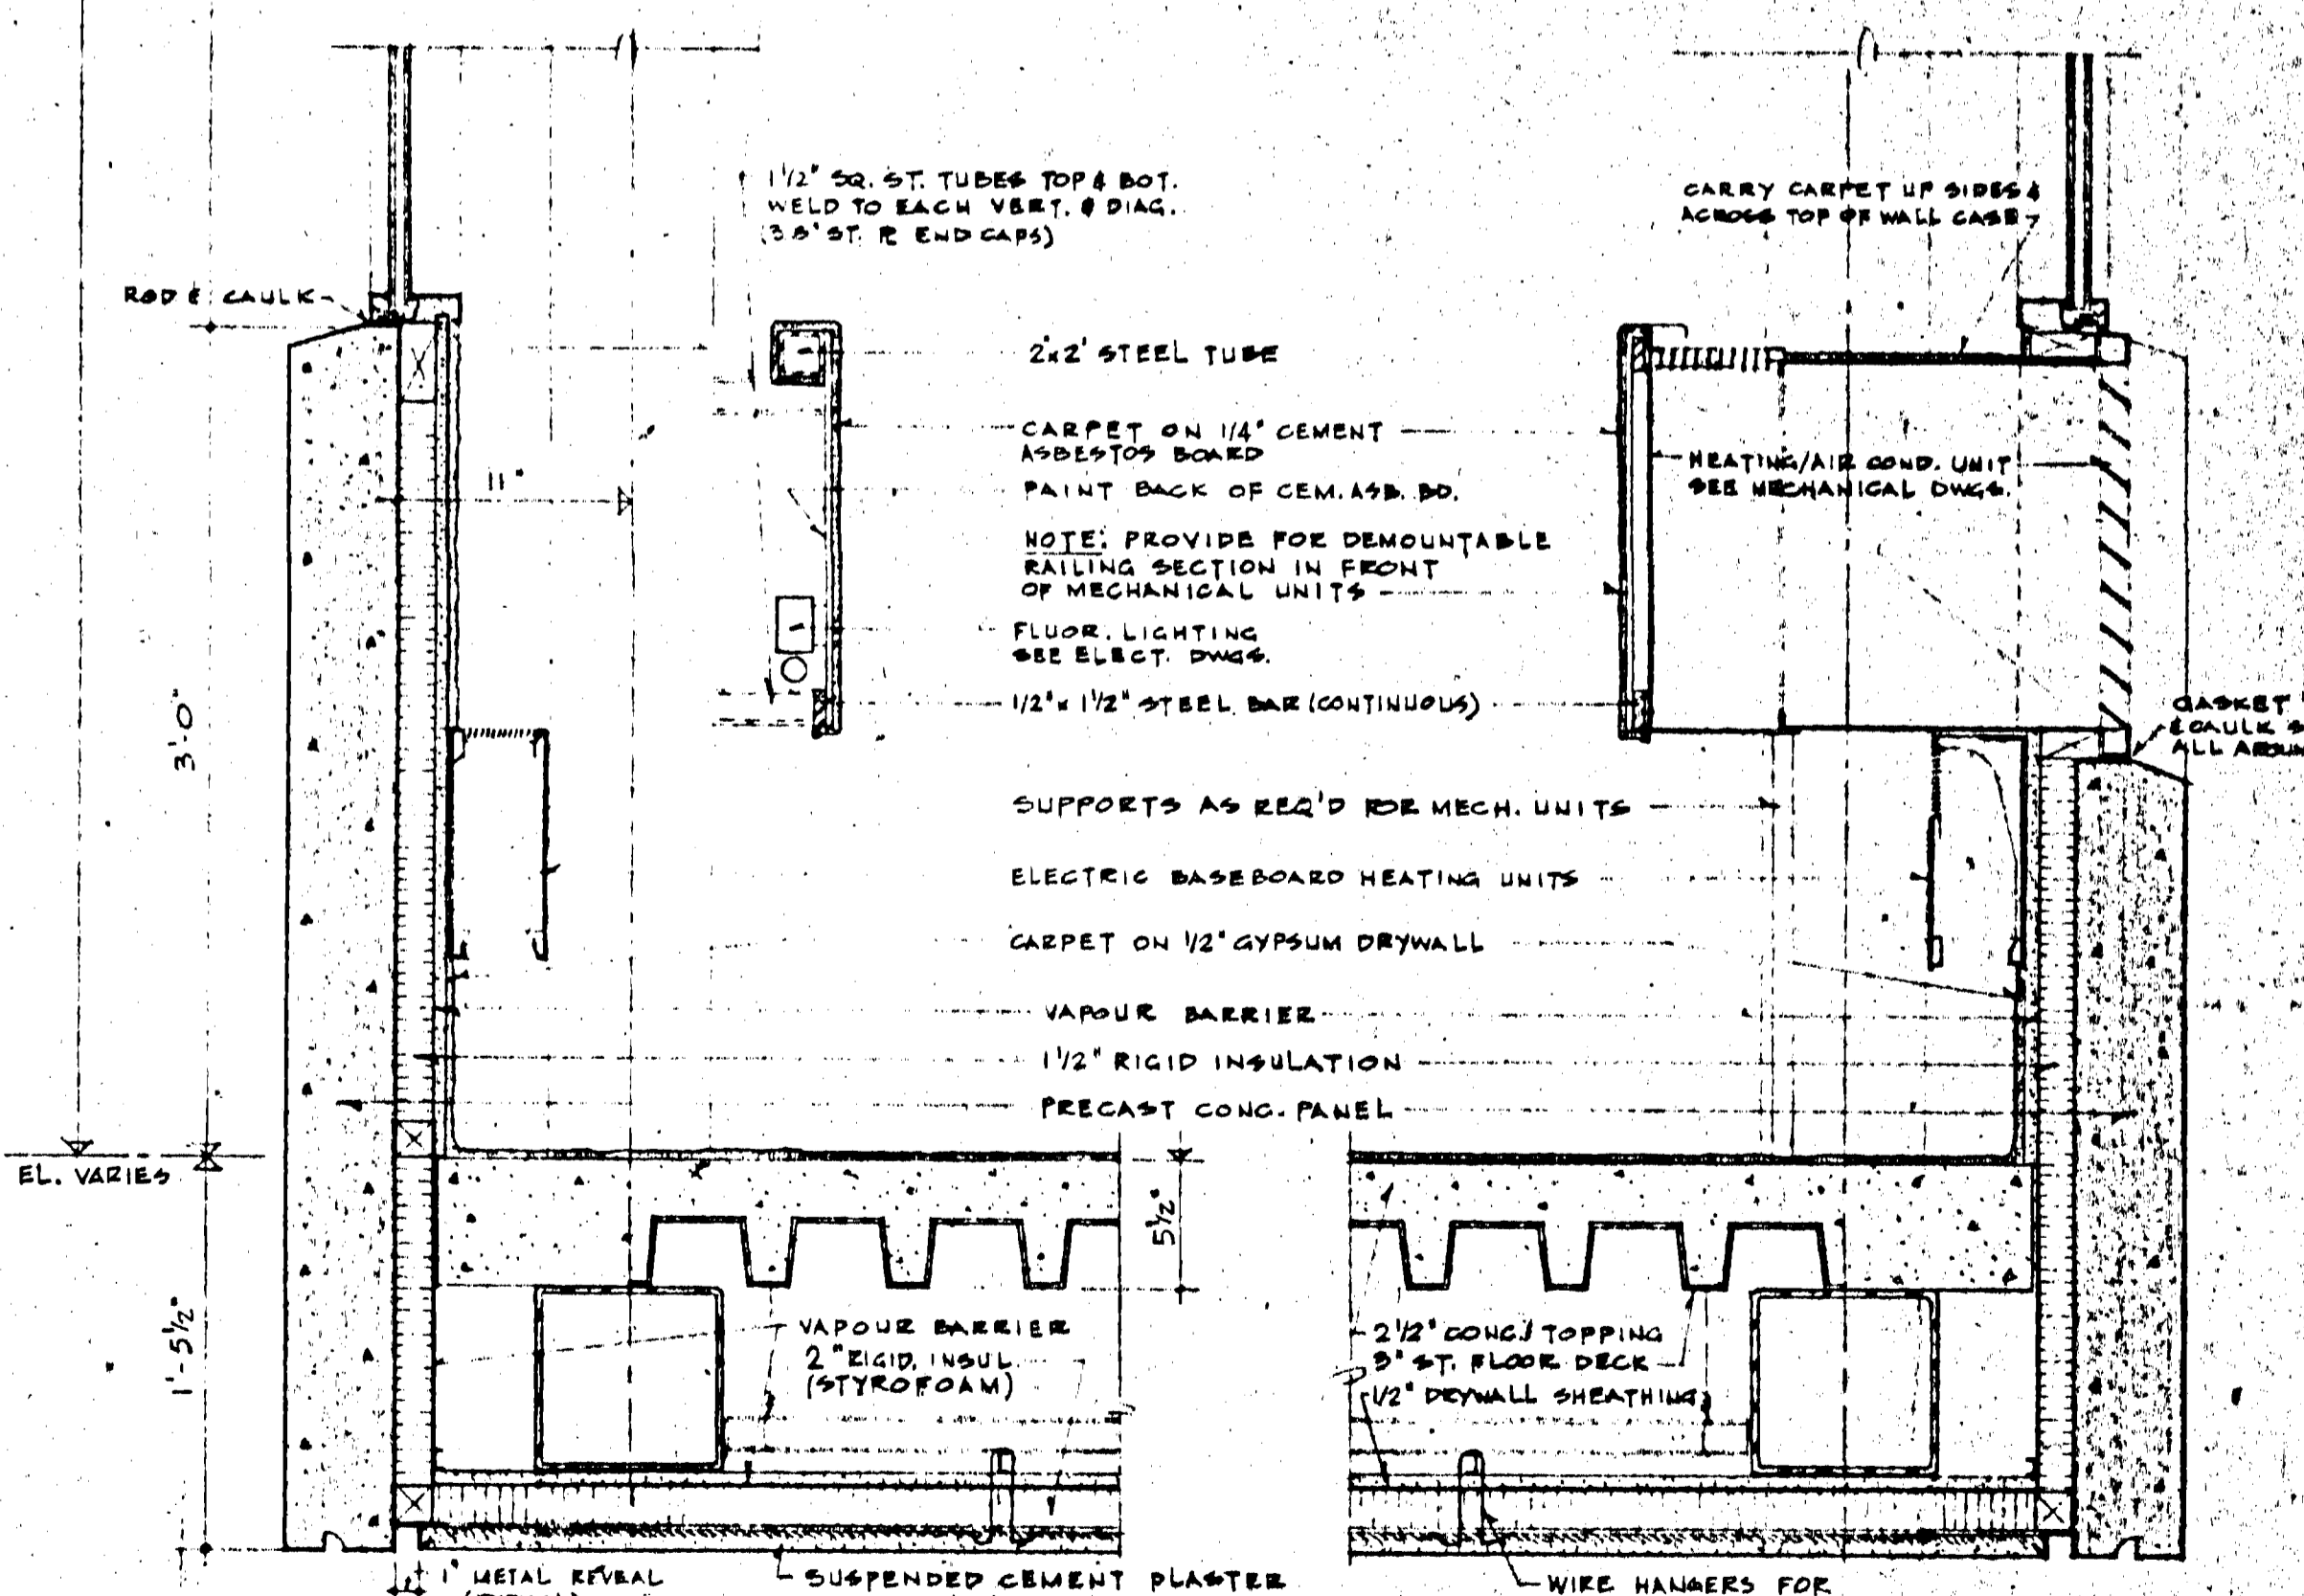 1 1/2" SQ. ST. TUBES TOP & BOT.
WELD TO EACH VERT. & DIAG.
ST. ℞ END CAPS)
CARRY CARPET UP SIDES &
ACROSS TOP OF WALL CASE
ROD & CAULK
2"x2" STEEL TUBE
CARPET ON 1/4" CEMENT
ASBESTOS BOARD
HEATING/AIR COND. UNIT
SEE MECHANICAL DWGS.
11"
PAINT BACK OF CEM. ASB. BD.
NOTE: PROVIDE FOR DEMOUNTABLE
RAILING SECTION IN FRONT
OF MECHANICAL UNITS
FLUOR. LIGHTING
SEE ELECT. DWGS.
1/2" x 1 1/2" STEEL BAR (CONTINUOUS)
GASKET
& CAULK
ALL
3'-0"
SUPPORTS AS REQ'D FOR MECH. UNITS
ELECTRIC BASEBOARD HEATING UNITS
CARPET ON 1/2" GYPSUM DRYWALL
VAPOUR BARRIER
1 1/2" RIGID INSULATION
PRECAST CONC. PANEL
EL. VARIES
5 1/2"
1'-5 1/2"
VAPOUR BARRIER
2" RIGID. INSUL.
(STYROFOAM)
2 1/2" CONC. TOPPING
3" ST. FLOOR DECK
1/2" DRYWALL SHEATHING
1" METAL REVEAL
SUSPENDED CEMENT PLASTER
WIRE HANGERS FOR